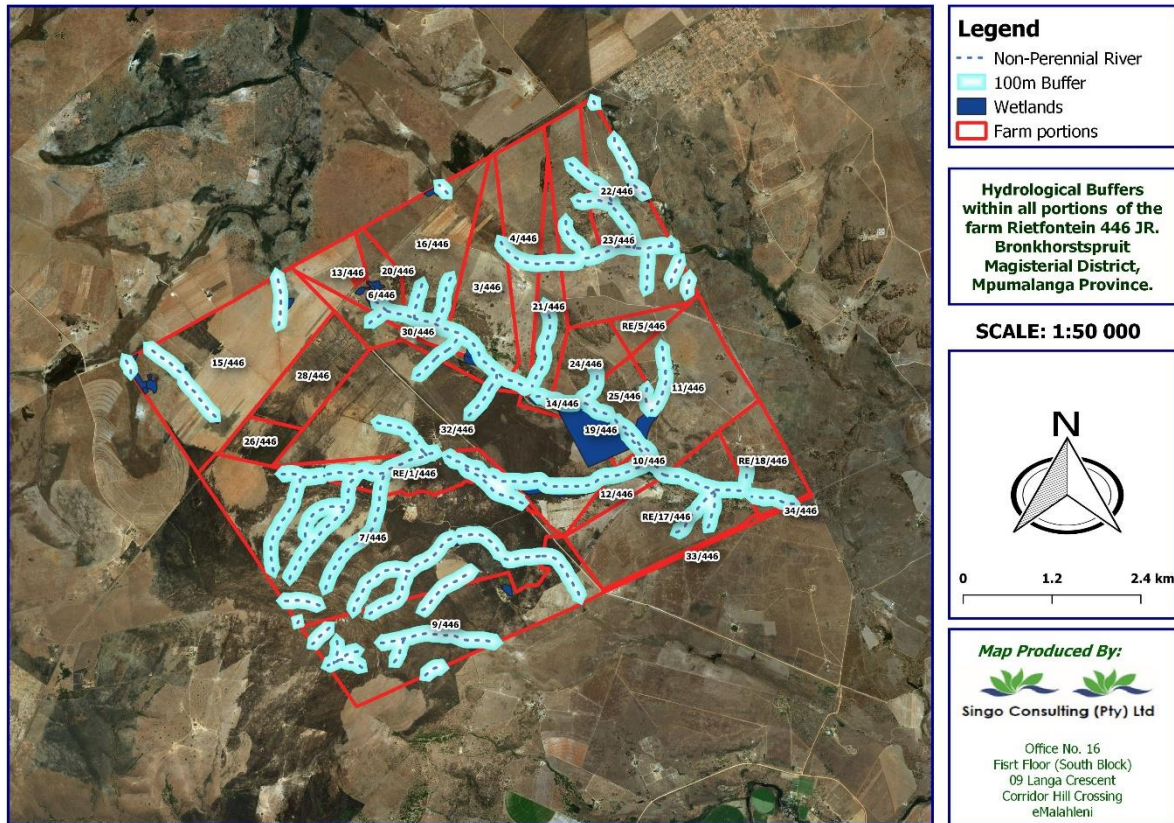 Legend
Non-Perennial River
100m Buffer
Wetlands
Farm portions
Hydrological Buffers
within all portions of the
farm Rietfontein 446 JR.
Bronkhorstspruit
Magisterial District,
Mpumalanga Province.
SCALE: 1:50 000
N
0 1.2 2.4 km
Map Produced By:
Singo Consulting (Pty) Ltd
Office No. 16
Fisrt Floor (South Block)
09 Langa Crescent
Corridor Hill Crossing
eMalahleni
22/446
16/446
4/446
23/446
13/446
20/446
3/446
6/446
21/446
30/446
RE/5/446
15/446
24/446
28/446
11/446
25/446
14/446
32/446
19/446
26/446
10/446
RE/18/446
RE/1/446
12/446
34/446
RE/17/446
7/446
33/446
9/446